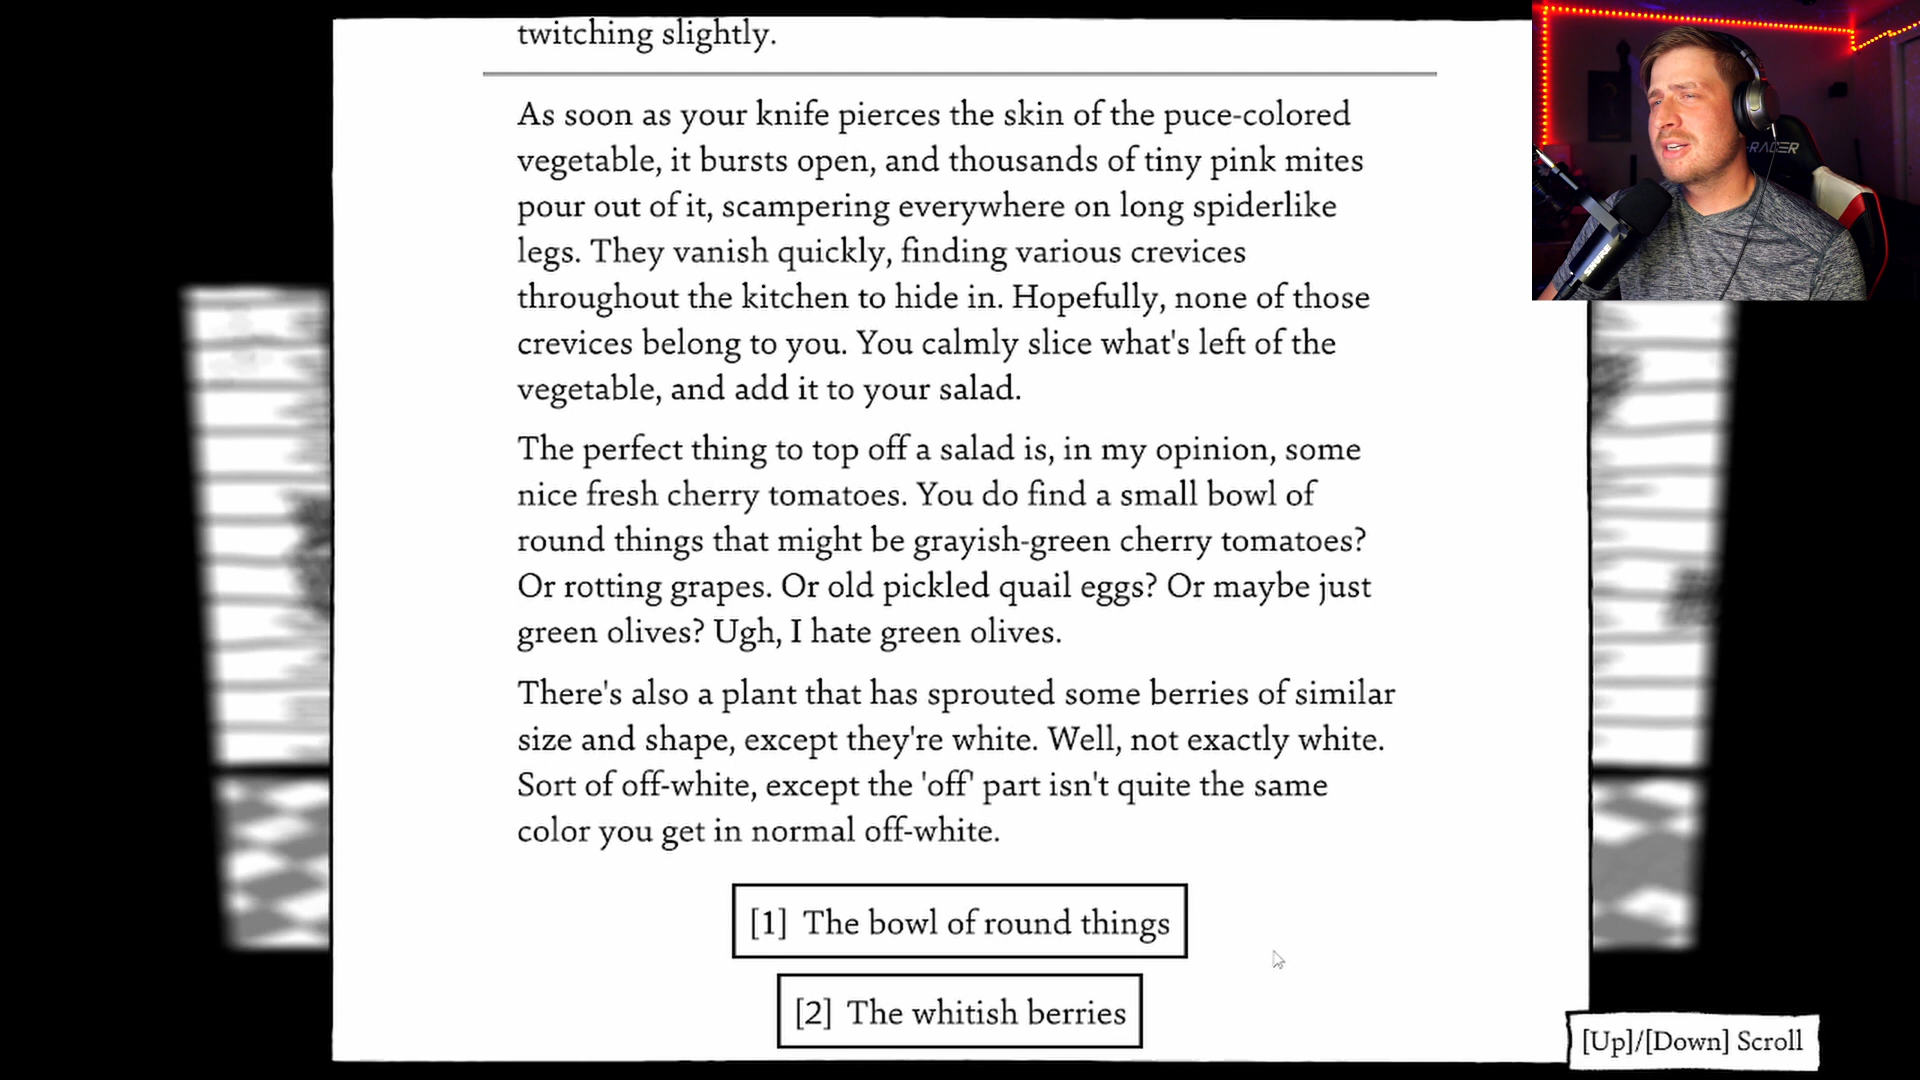 twitching slightly.
As soon as your knife pierces the skin of the puce-colored
vegetable, it bursts open, and thousands of tiny pink mites
pour out of it, scampering everywhere on long spiderlike
legs. They vanish quickly, finding various crevices
throughout the kitchen to hide in. Hopefully, none of those
crevices belong to you. You calmly slice what's left of the
vegetable, and add it to your salad.
The perfect thing to top off a salad is, in my opinion, some
nice fresh cherry tomatoes. You do find a small bowl of
round things that might be grayish-green cherry tomatoes?
Or rotting grapes. Or old pickled quail eggs? Or maybe just
green olives? Ugh, I hate green olives.
There's also a plant that has sprouted some berries of similar
size and shape, except they're white. Well, not exactly white.
Sort of off-white, except the 'off' part isn't quite the same
color you get in normal off-white.
[1] The bowl of round things
[2] The whitish berries
[Up]/[Down] Scroll
-RACER
SHURE